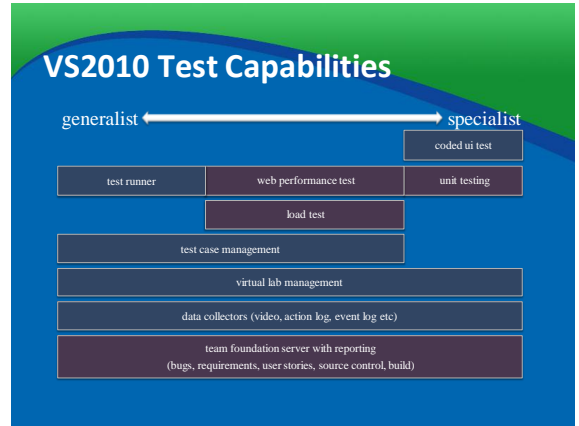 VS2010 Test Capabilities
generalist
specialist
coded ui test
test runner
web performance test
unit testing
load test
test case management
virtual lab management
data collectors (video, action log, event log etc)
team foundation server with reporting
(bugs, requirements, user stories, source control, build)